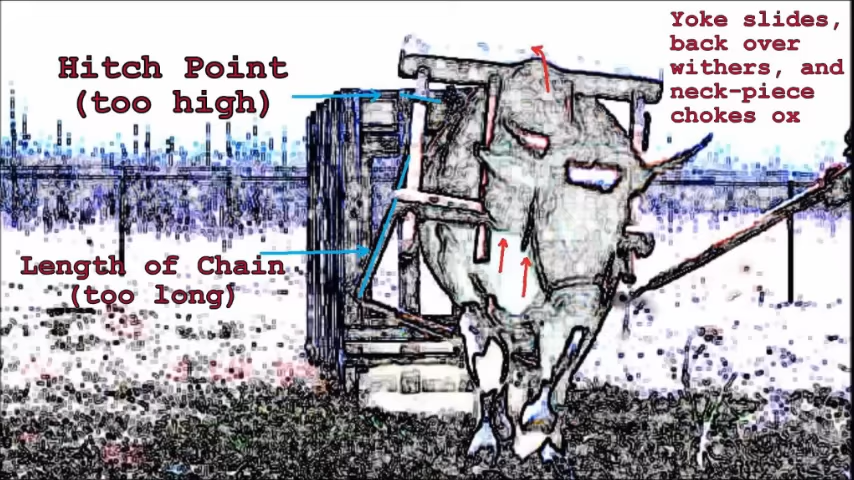 Hitch Point
(too high)
Length of Chain
(too long)
Yoke slides,
back over
withers, and
neck-piece
chokes ox